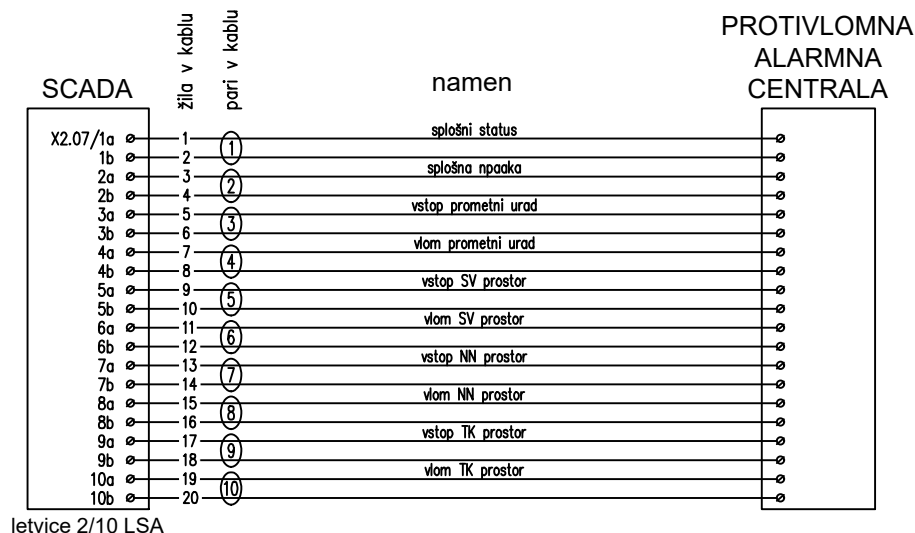 žila v kablu
pari v kablu
PROTIVLOMNA
ALARMNA
CENTRALA
SCADA
namen
X2.07/1a 1 splošni status
1
1b 2
2a 3 splošna npaaka
2
2b 4
3a 5 vstop prometni urad
3
3b 6
4a 7 vlom prometni urad
4
4b 8
5a 9 vstop SV prostor
5
5b 10
6a 11 vlom SV prostor
6
6b 12
7a 13 vstop NN prostor
7
7b 14
8a 15 vlom NN prostor
8
8b 16
9a 17 vstop TK prostor
9
9b 18
10a 19 vlom TK prostor
10
10b 20
letvice 2/10 LSA